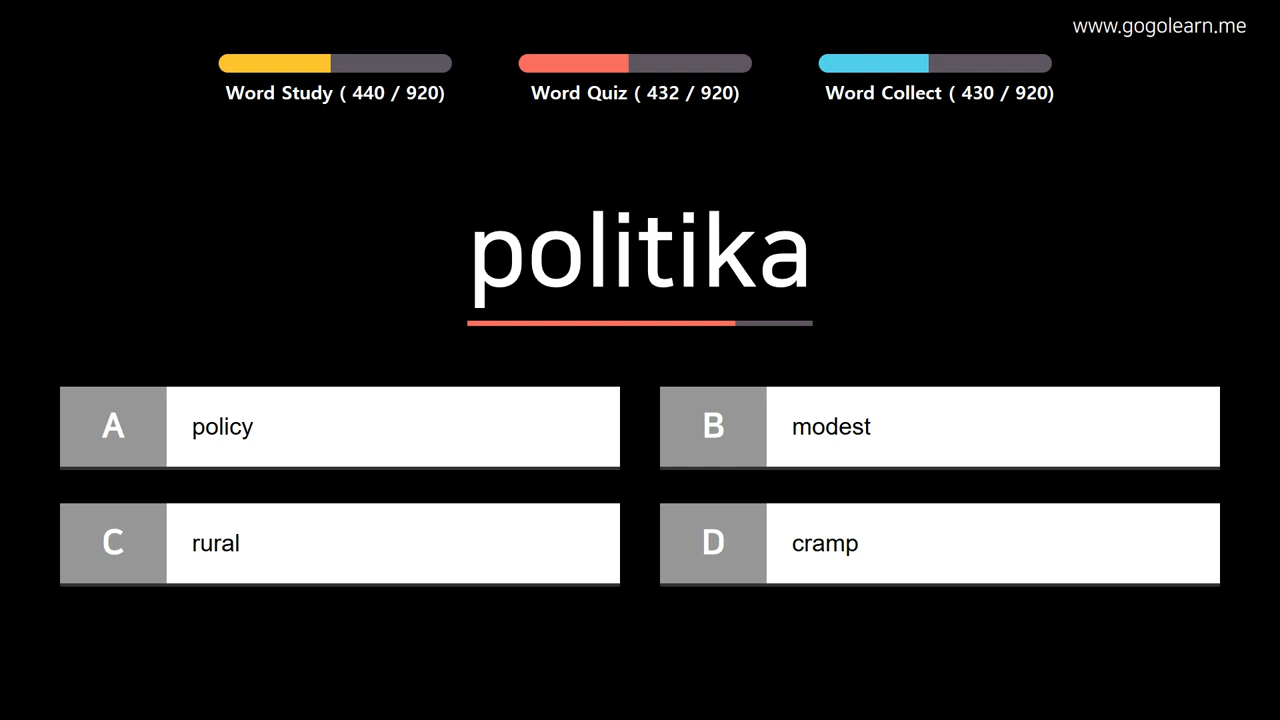 www.gogolearn.me
Word Study ( 440 / 920)
Word Quiz ( 432 / 920)
Word Collect ( 430 / 920)
politika
A policy
B modest
C rural
D cramp